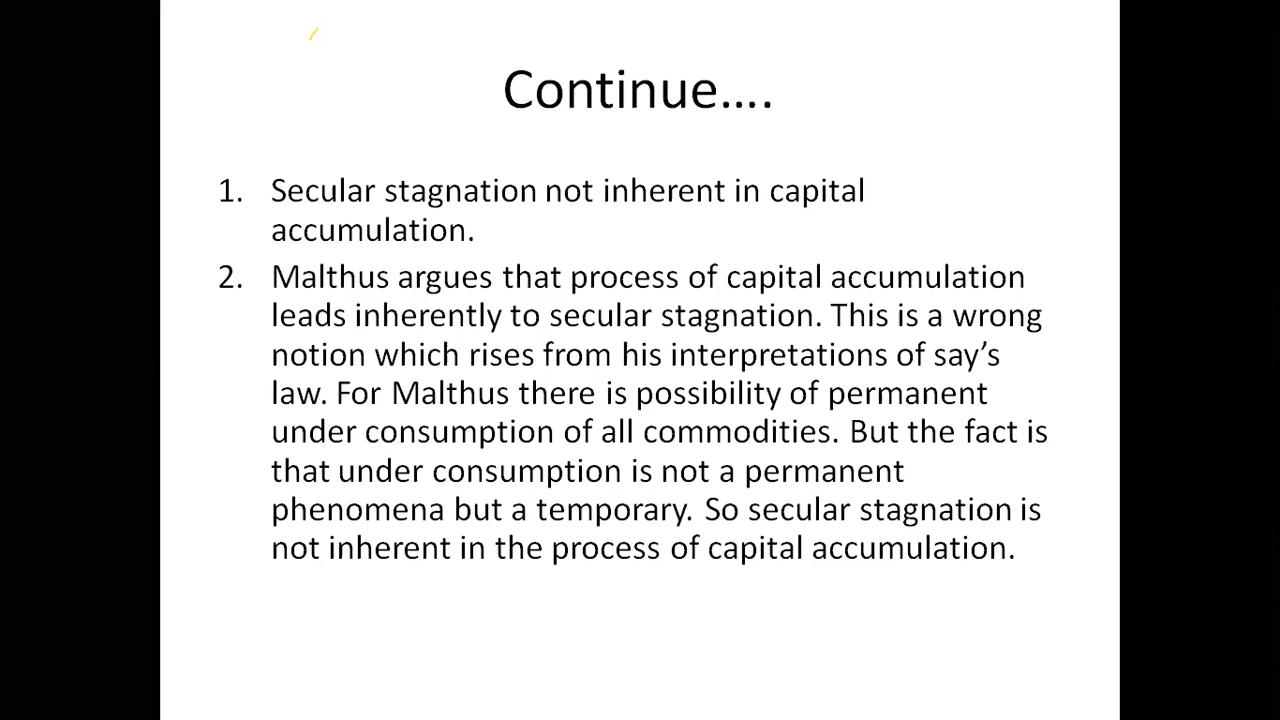 Continue....
1. Secular stagnation not inherent in capital
accumulation.
2. Malthus argues that process of capital accumulation
leads inherently to secular stagnation. This is a wrong
notion which rises from his interpretations of say's
law. For Malthus there is possibility of permanent
under consumption of all commodities. But the fact is
that under consumption is not a permanent
phenomena but a temporary. So secular stagnation is
not inherent in the process of capital accumulation.